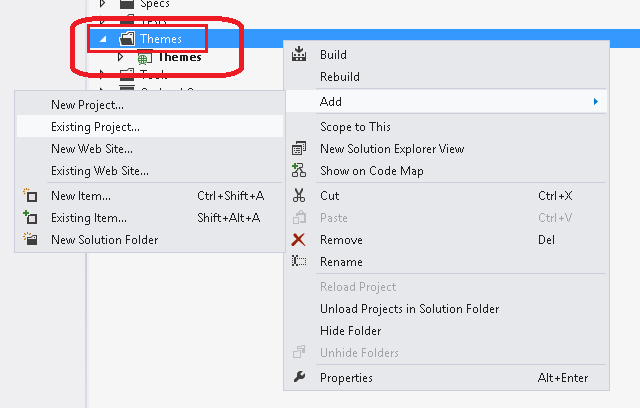 Specs
Themes
Themes
Tools
Build
Rebuild
Add
Scope to This
New Solution Explorer View
Show on Code Map
Cut Ctrl+X
Paste Ctrl+V
Remove Del
Rename
Reload Project
Unload Projects in Solution Folder
Hide Folder
Unhide Folders
Properties Alt+Enter
New Project...
Existing Project...
New Web Site...
Existing Web Site...
New Item... Ctrl+Shift+A
Existing Item... Shift+Alt+A
New Solution Folder